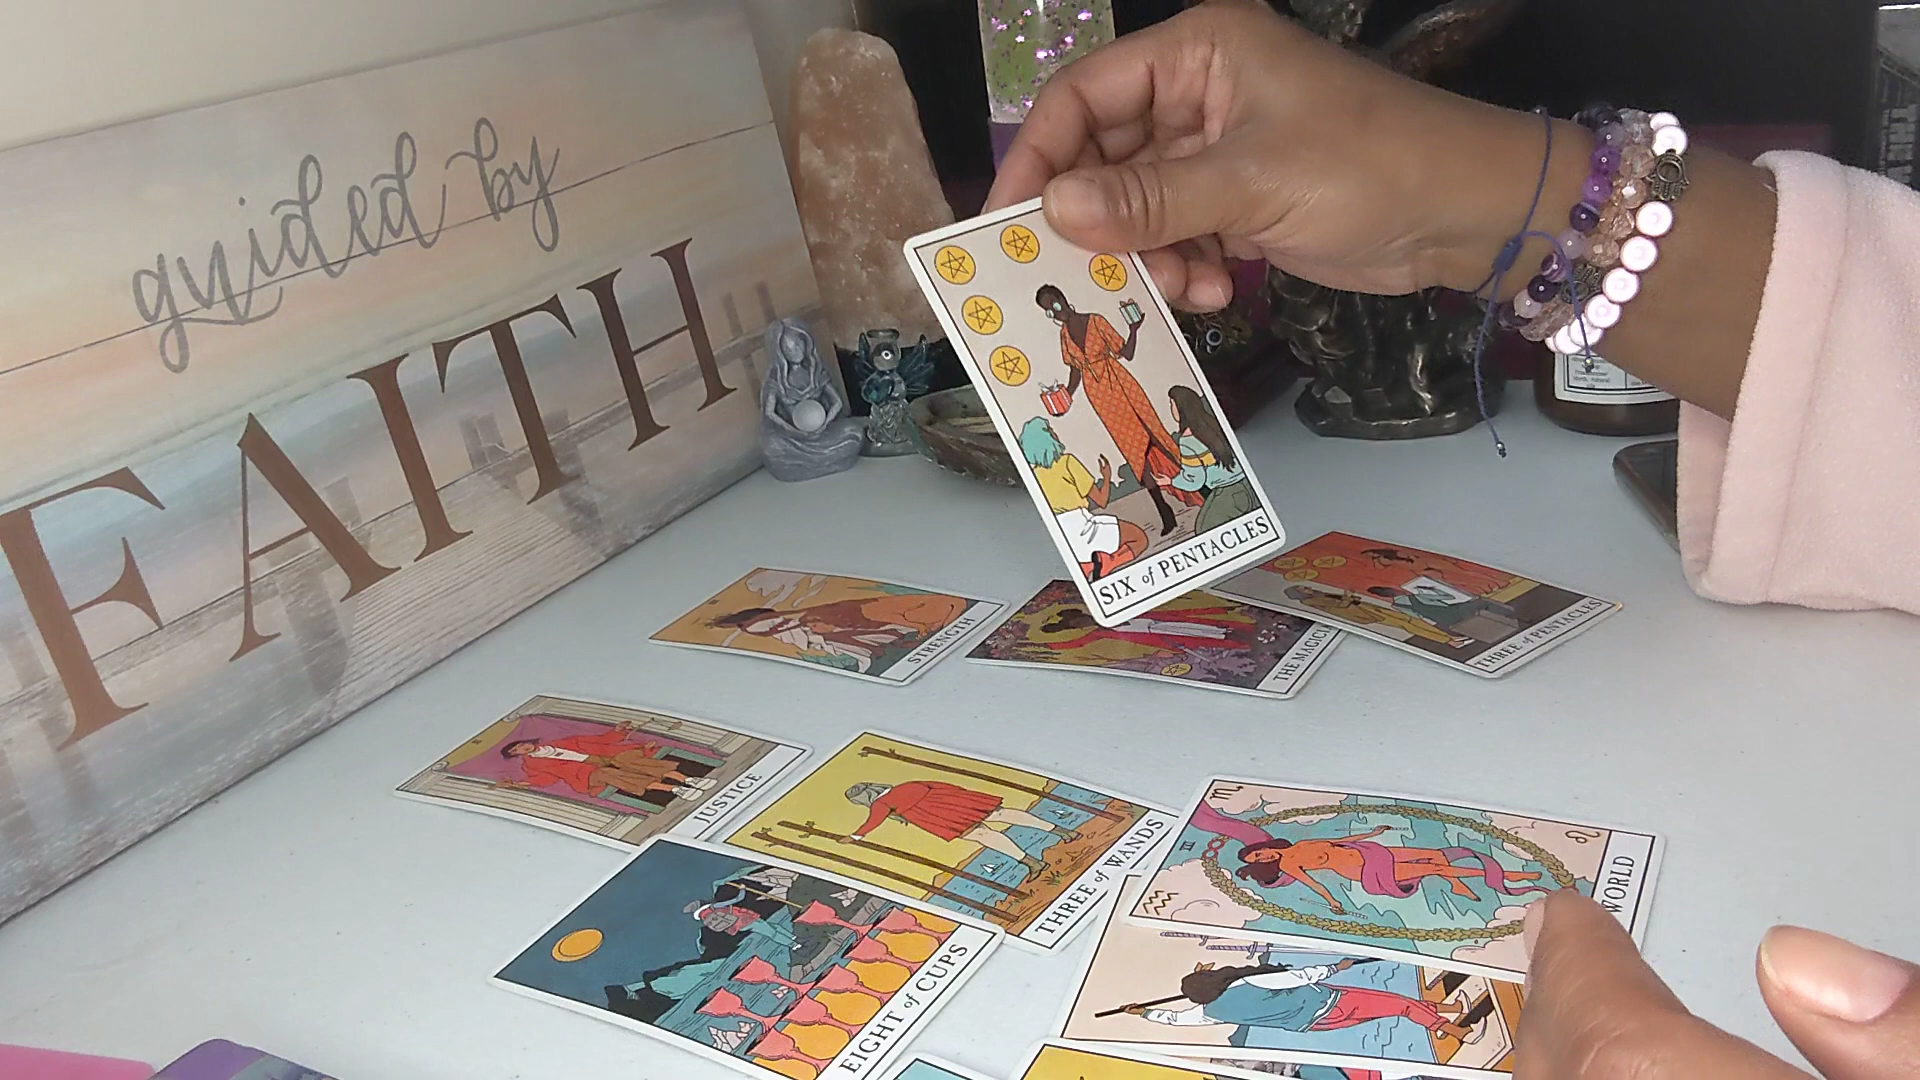 guided by
FAITH
SIX of PENTACLES
STRENGTH
THE MAGICI
THREE of PENTACLES
JUSTICE
THREE of WANDS
WORLD
EIGHT of CUPS